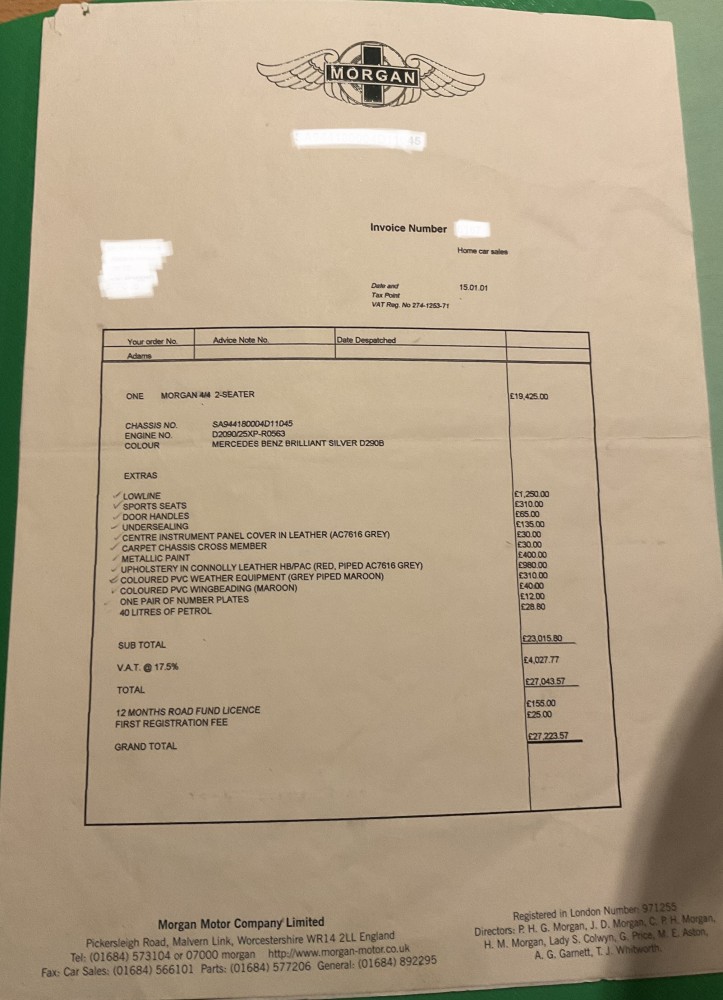 MORGAN
Invoice Number
Home car sales
Date and 15.01.01
Tax Point
VAT Reg. No 274-1253-71
Your order No. Advice Note No. Date Despatched
Adams
ONE MORGAN 4/4 2-SEATER £19,425.00
CHASSIS NO. SA944180004D11045
ENGINE NO. D2090/25XP-R0563
COLOUR MERCEDES BENZ BRILLIANT SILVER D290B
EXTRAS
LOWLINE £1,250.00
SPORTS SEATS £310.00
DOOR HANDLES £65.00
UNDERSEALING £135.00
CENTRE INSTRUMENT PANEL COVER IN LEATHER (AC7616 GREY) £30.00
CARPET CHASSIS CROSS MEMBER £30.00
METALLIC PAINT £400.00
UPHOLSTERY IN CONNOLLY LEATHER HB/PAC (RED, PIPED AC7616 GREY) £980.00
COLOURED PVC WEATHER EQUIPMENT (GREY PIPED MAROON) £310.00
COLOURED PVC WINGBEADING (MAROON) £40.00
ONE PAIR OF NUMBER PLATES £12.00
40 LITRES OF PETROL £28.80
SUB TOTAL £23,015.80
V.A.T. @ 17.5% £4,027.77
TOTAL £27,043.57
12 MONTHS ROAD FUND LICENCE £155.00
FIRST REGISTRATION FEE £25.00
GRAND TOTAL £27,223.57
Morgan Motor Company Limited
Pickersleigh Road, Malvern Link, Worcestershire WR14 2LL England
Tel: (01684) 573104 or 07000 morgan http://www.morgan-motor.co.uk
Fax: Car Sales: (01684) 566101 Parts: (01684) 577206 General: (01684) 892295
Registered in London Number: 971255
Directors: P. H. G. Morgan, J. D. Morgan, C. P. H. Morgan,
H. M. Morgan, Lady S. Colwyn, G. Price, M. E. Aston,
A. G. Garnett, T. J. Whitworth.